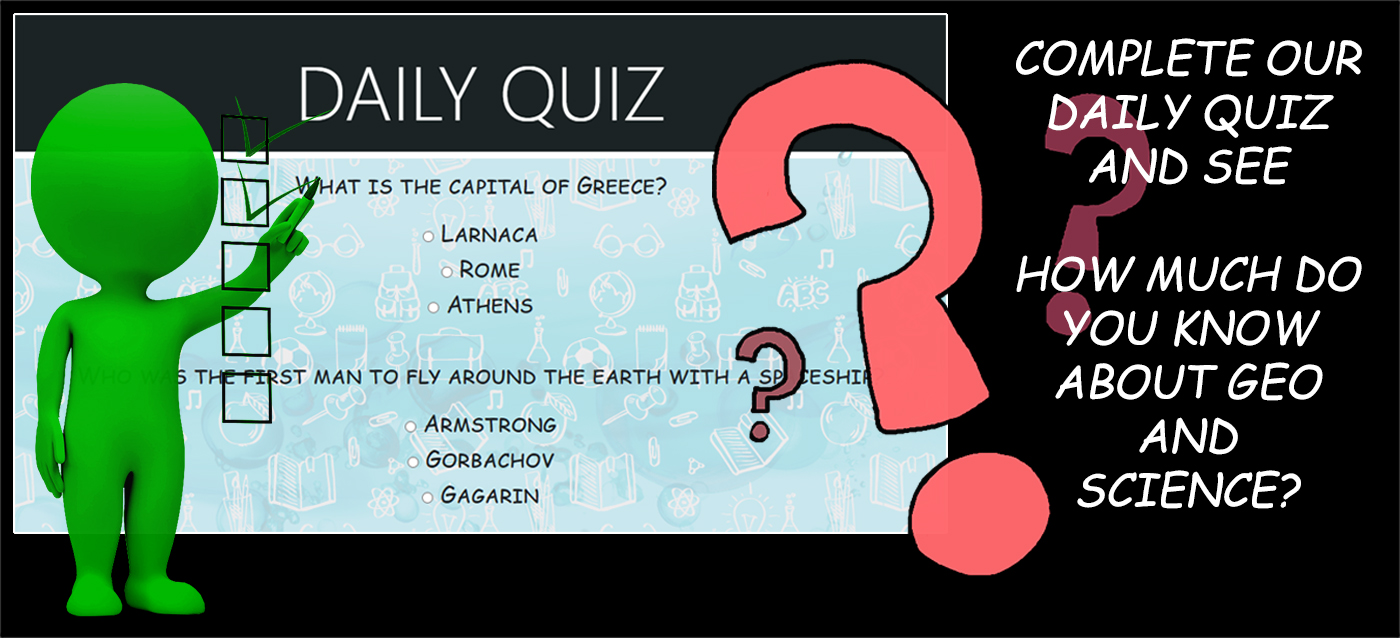 DAILY QUIZ
WHAT IS THE CAPITAL OF GREECE?
LARNACA
ROME
ATHENS
WHO WAS THE FIRST MAN TO FLY AROUND THE EARTH WITH A SPACESHIP
ARMSTRONG
GORBACHOV
GAGARIN
COMPLETE OUR
DAILY QUIZ
AND SEE
HOW MUCH DO
YOU KNOW
ABOUT GEO
AND
SCIENCE?
ABC
ABC